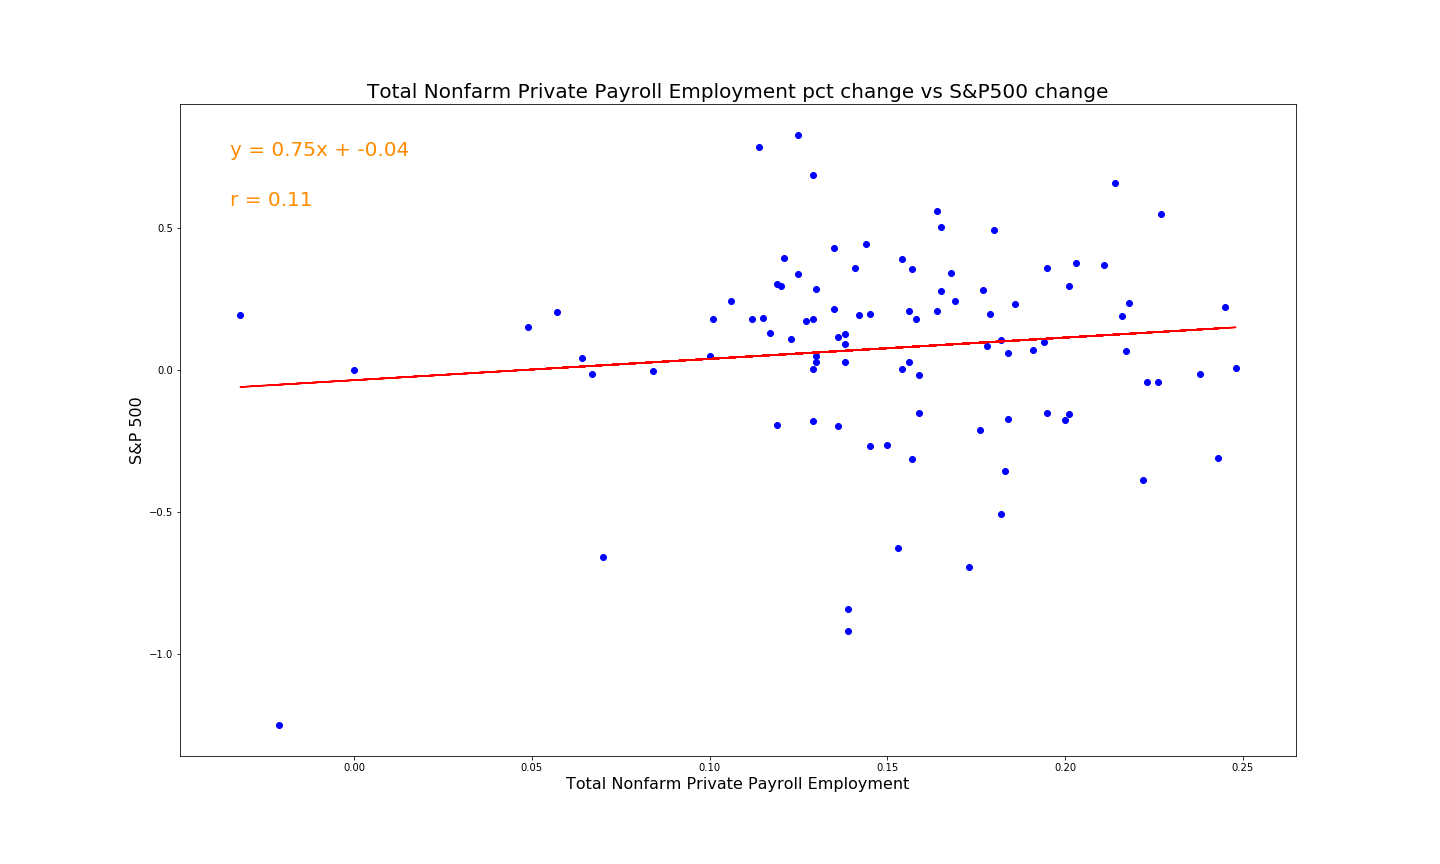 Total Nonfarm Private Payroll Employment pct change vs S&P500 change
y = 0.75x + -0.04
r = 0.11
0.5
0.0
−0.5
−1.0
S&P 500
0.00 0.05 0.10 0.15 0.20 0.25
Total Nonfarm Private Payroll Employment